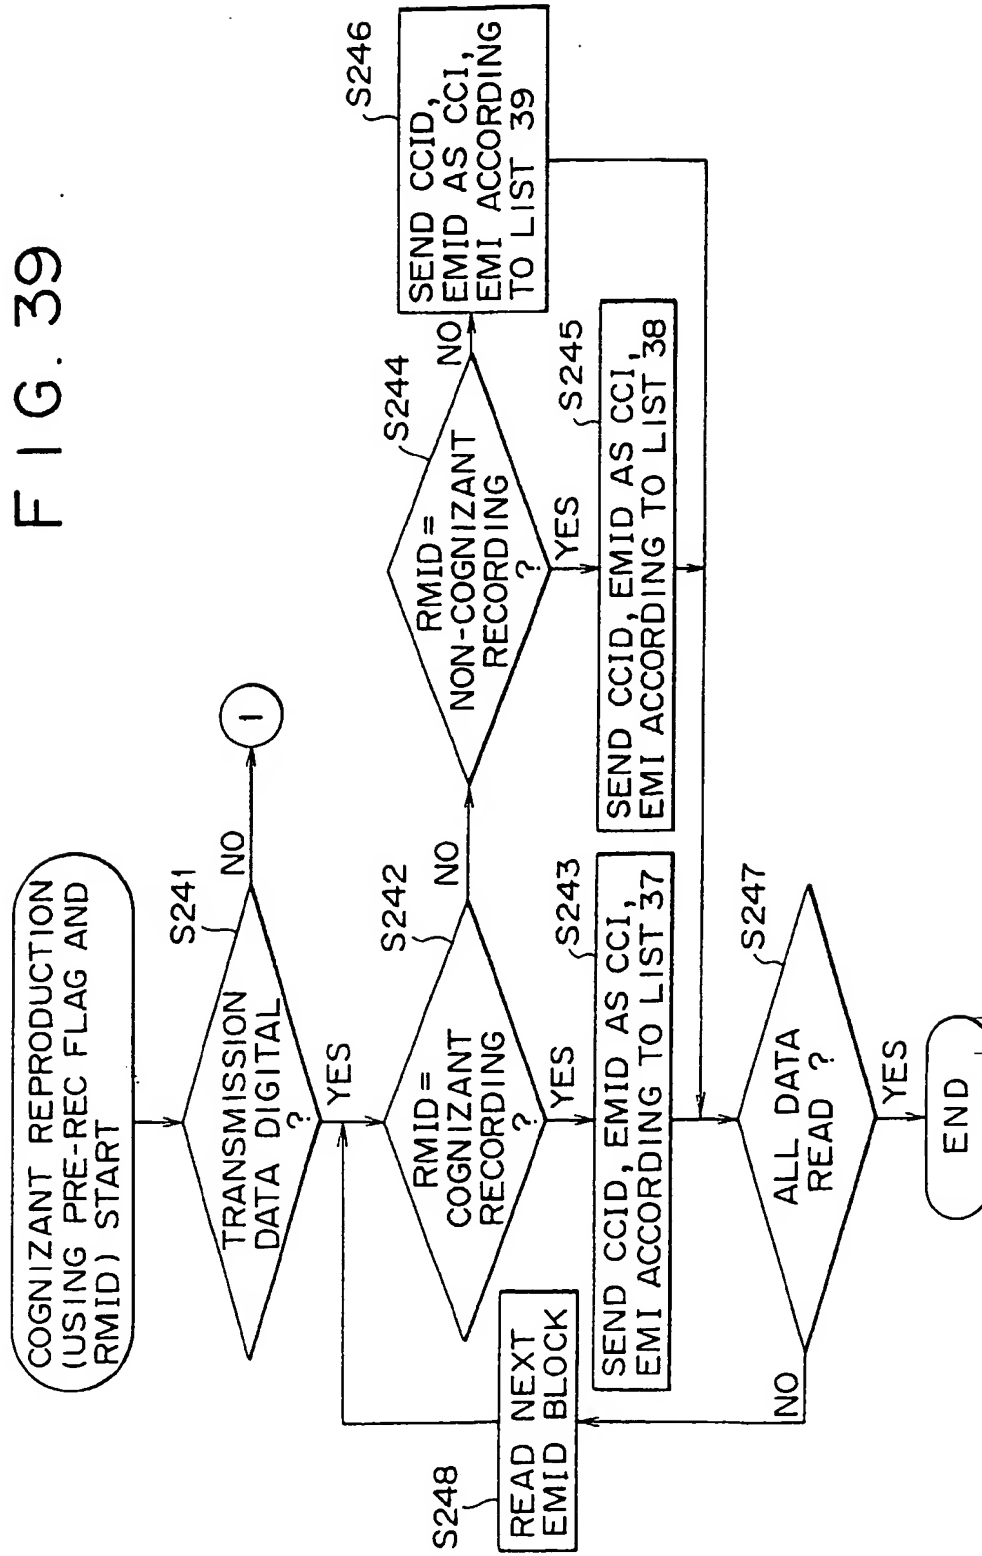 FIG. 39
COGNIZANT REPRODUCTION
(USING PRE-REC FLAG AND
RMID) START
S241
TRANSMISSION
DATA DIGITAL
?
NO
1
YES
S242
RMID=
COGNIZANT
RECORDING
?
NO
YES
S244
RMID=
NON-COGNIZANT
RECORDING
?
NO
YES
S246
SEND CCID,
EMID AS CCI,
EMI ACCORDING
TO LIST 39
S243
SEND CCID, EMID AS CCI,
EMI ACCORDING TO LIST 37
S245
SEND CCID, EMID AS CCI,
EMI ACCORDING TO LIST 38
S247
ALL DATA
READ ?
NO
YES
S248
READ NEXT
EMID BLOCK
END